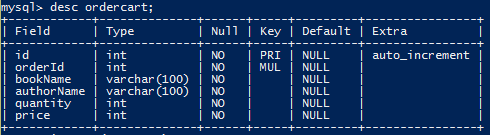 mysql> desc ordercart;
+------------+--------------+------+-----+---------+----------------+
| Field      | Type         | Null | Key | Default | Extra          |
+------------+--------------+------+-----+---------+----------------+
| id         | int          | NO   | PRI | NULL    | auto_increment |
| orderId    | int          | NO   | MUL | NULL    |                |
| bookName   | varchar(100) | NO   |     | NULL    |                |
| authorName | varchar(100) | NO   |     | NULL    |                |
| quantity   | int          | NO   |     | NULL    |                |
| price      | int          | NO   |     | NULL    |                |
+------------+--------------+------+-----+---------+----------------+